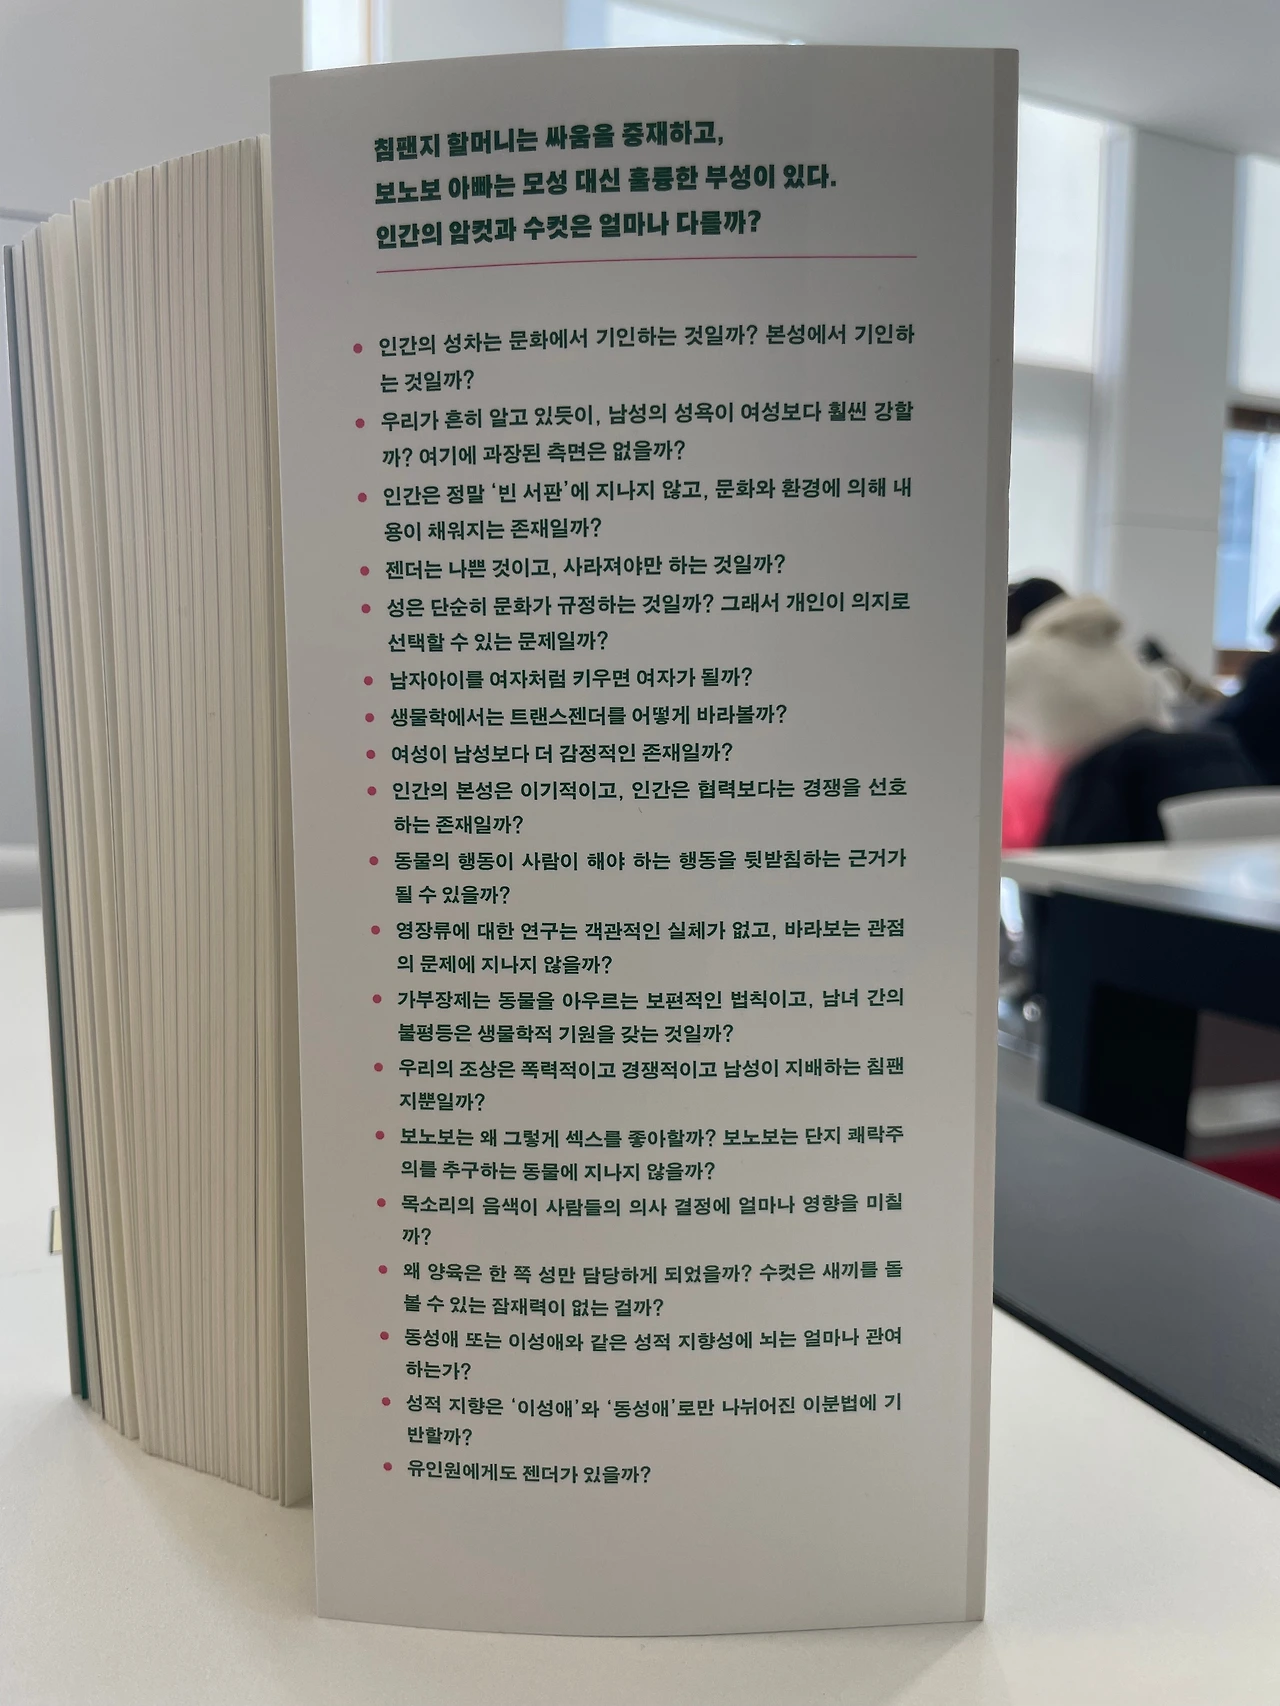 침팬지 할머니는 싸움을 중재하고,
보노보 아빠는 모성 대신 훌륭한 부성이 있다.
인간의 암컷과 수컷은 얼마나 다를까?
• 인간의 성차는 문화에서 기인하는 것일까? 본성에서 기인하
는 것일까?
• 우리가 흔히 알고 있듯이, 남성의 성욕이 여성보다 훨씬 강할
까? 여기에 과장된 측면은 없을까?
• 인간은 정말 ‘빈 서판’에 지나지 않고, 문화와 환경에 의해 내
용이 채워지는 존재일까?
• 젠더는 나쁜 것이고, 사라져야만 하는 것일까?
• 성은 단순히 문화가 규정하는 것일까? 그래서 개인이 의지로
선택할 수 있는 문제일까?
• 남자아이를 여자처럼 키우면 여자가 될까?
• 생물학에서는 트랜스젠더를 어떻게 바라볼까?
• 여성이 남성보다 더 감정적인 존재일까?
• 인간의 본성은 이기적이고, 인간은 협력보다는 경쟁을 선호
하는 존재일까?
• 동물의 행동이 사람이 해야 하는 행동을 뒷받침하는 근거가
될 수 있을까?
• 영장류에 대한 연구는 객관적인 실체가 없고, 바라보는 관점
의 문제에 지나지 않을까?
• 가부장제는 동물을 아우르는 보편적인 법칙이고, 남녀 간의
불평등은 생물학적 기원을 갖는 것일까?
• 우리의 조상은 폭력적이고 경쟁적이고 남성이 지배하는 침팬
지뿐일까?
• 보노보는 왜 그렇게 섹스를 좋아할까? 보노보는 단지 쾌락주
의를 추구하는 동물에 지나지 않을까?
• 목소리의 음색이 사람들의 의사 결정에 얼마나 영향을 미칠
까?
• 왜 양육은 한 쪽 성만 담당하게 되었을까? 수컷은 새끼를 돌
볼 수 있는 잠재력이 없는 걸까?
• 동성애 또는 이성애와 같은 성적 지향성에 뇌는 얼마나 관여
하는가?
• 성적 지향은 ‘이성애’와 ‘동성애’로만 나뉘어진 이분법에 기
반할까?
• 유인원에게도 젠더가 있을까?